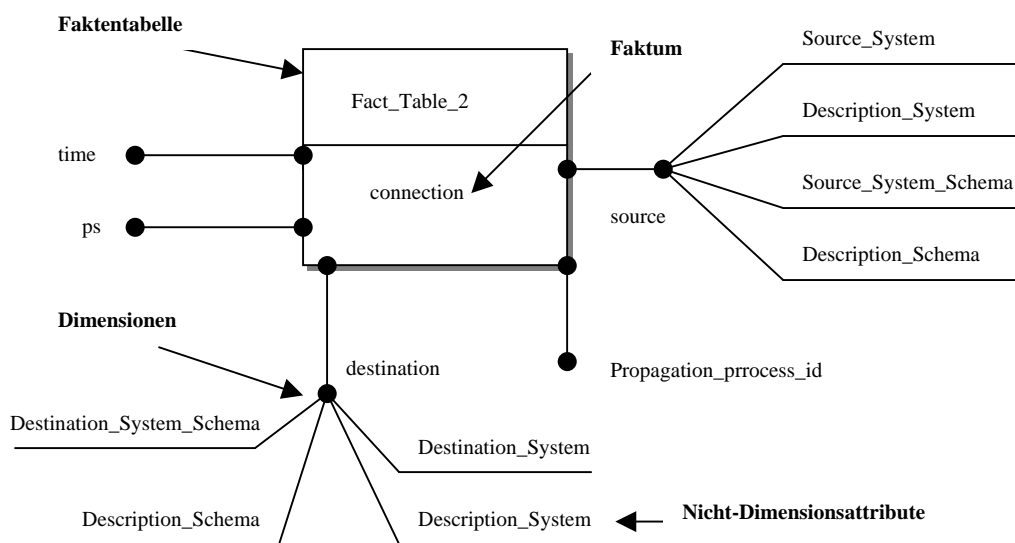 Faktentabelle
Faktum
Source_System
Fact_Table_2
Description_System
time
connection
Source_System_Schema
ps
source
Description_Schema
Dimensionen
destination
Propagation_prrocess_id
Destination_System_Schema
Destination_System
Description_Schema
Description_System
Nicht-Dimensionsattribute